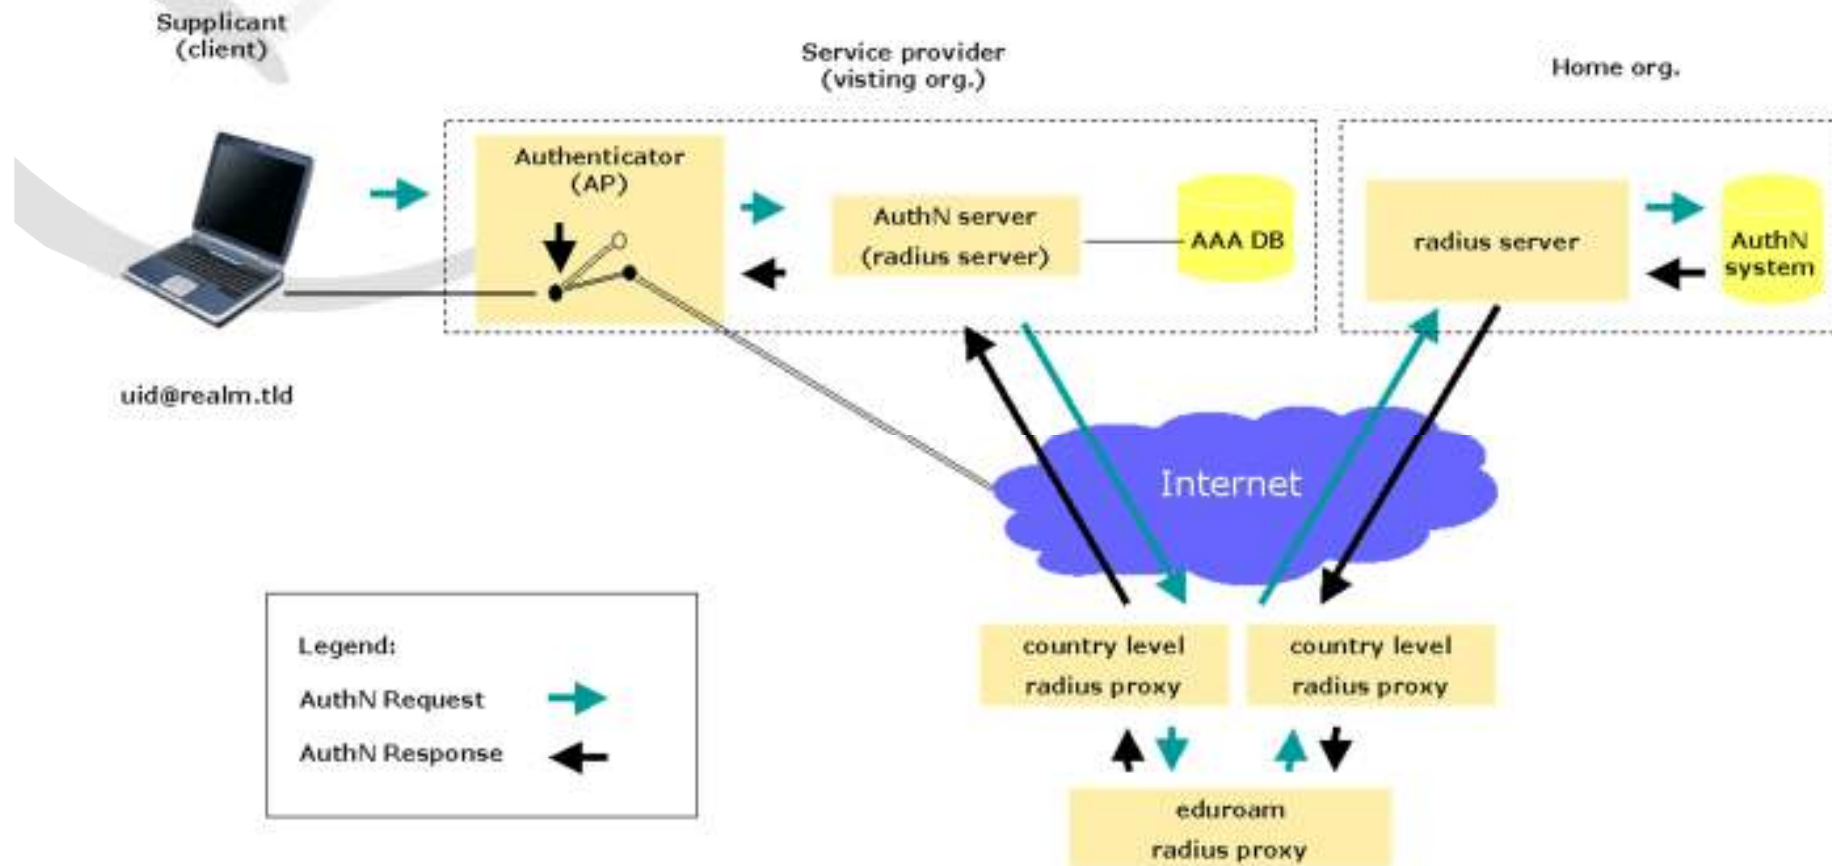 Supplicant
(client)
Service provider
(visting org.)
Home org.
Authenticator
(AP)
AuthN server
(radius server)
AAA DB
radius server
AuthN
system
uid@realm.tld
Internet
Legend:
AuthN Request
AuthN Response
country level
radius proxy
country level
radius proxy
eduroam
radius proxy